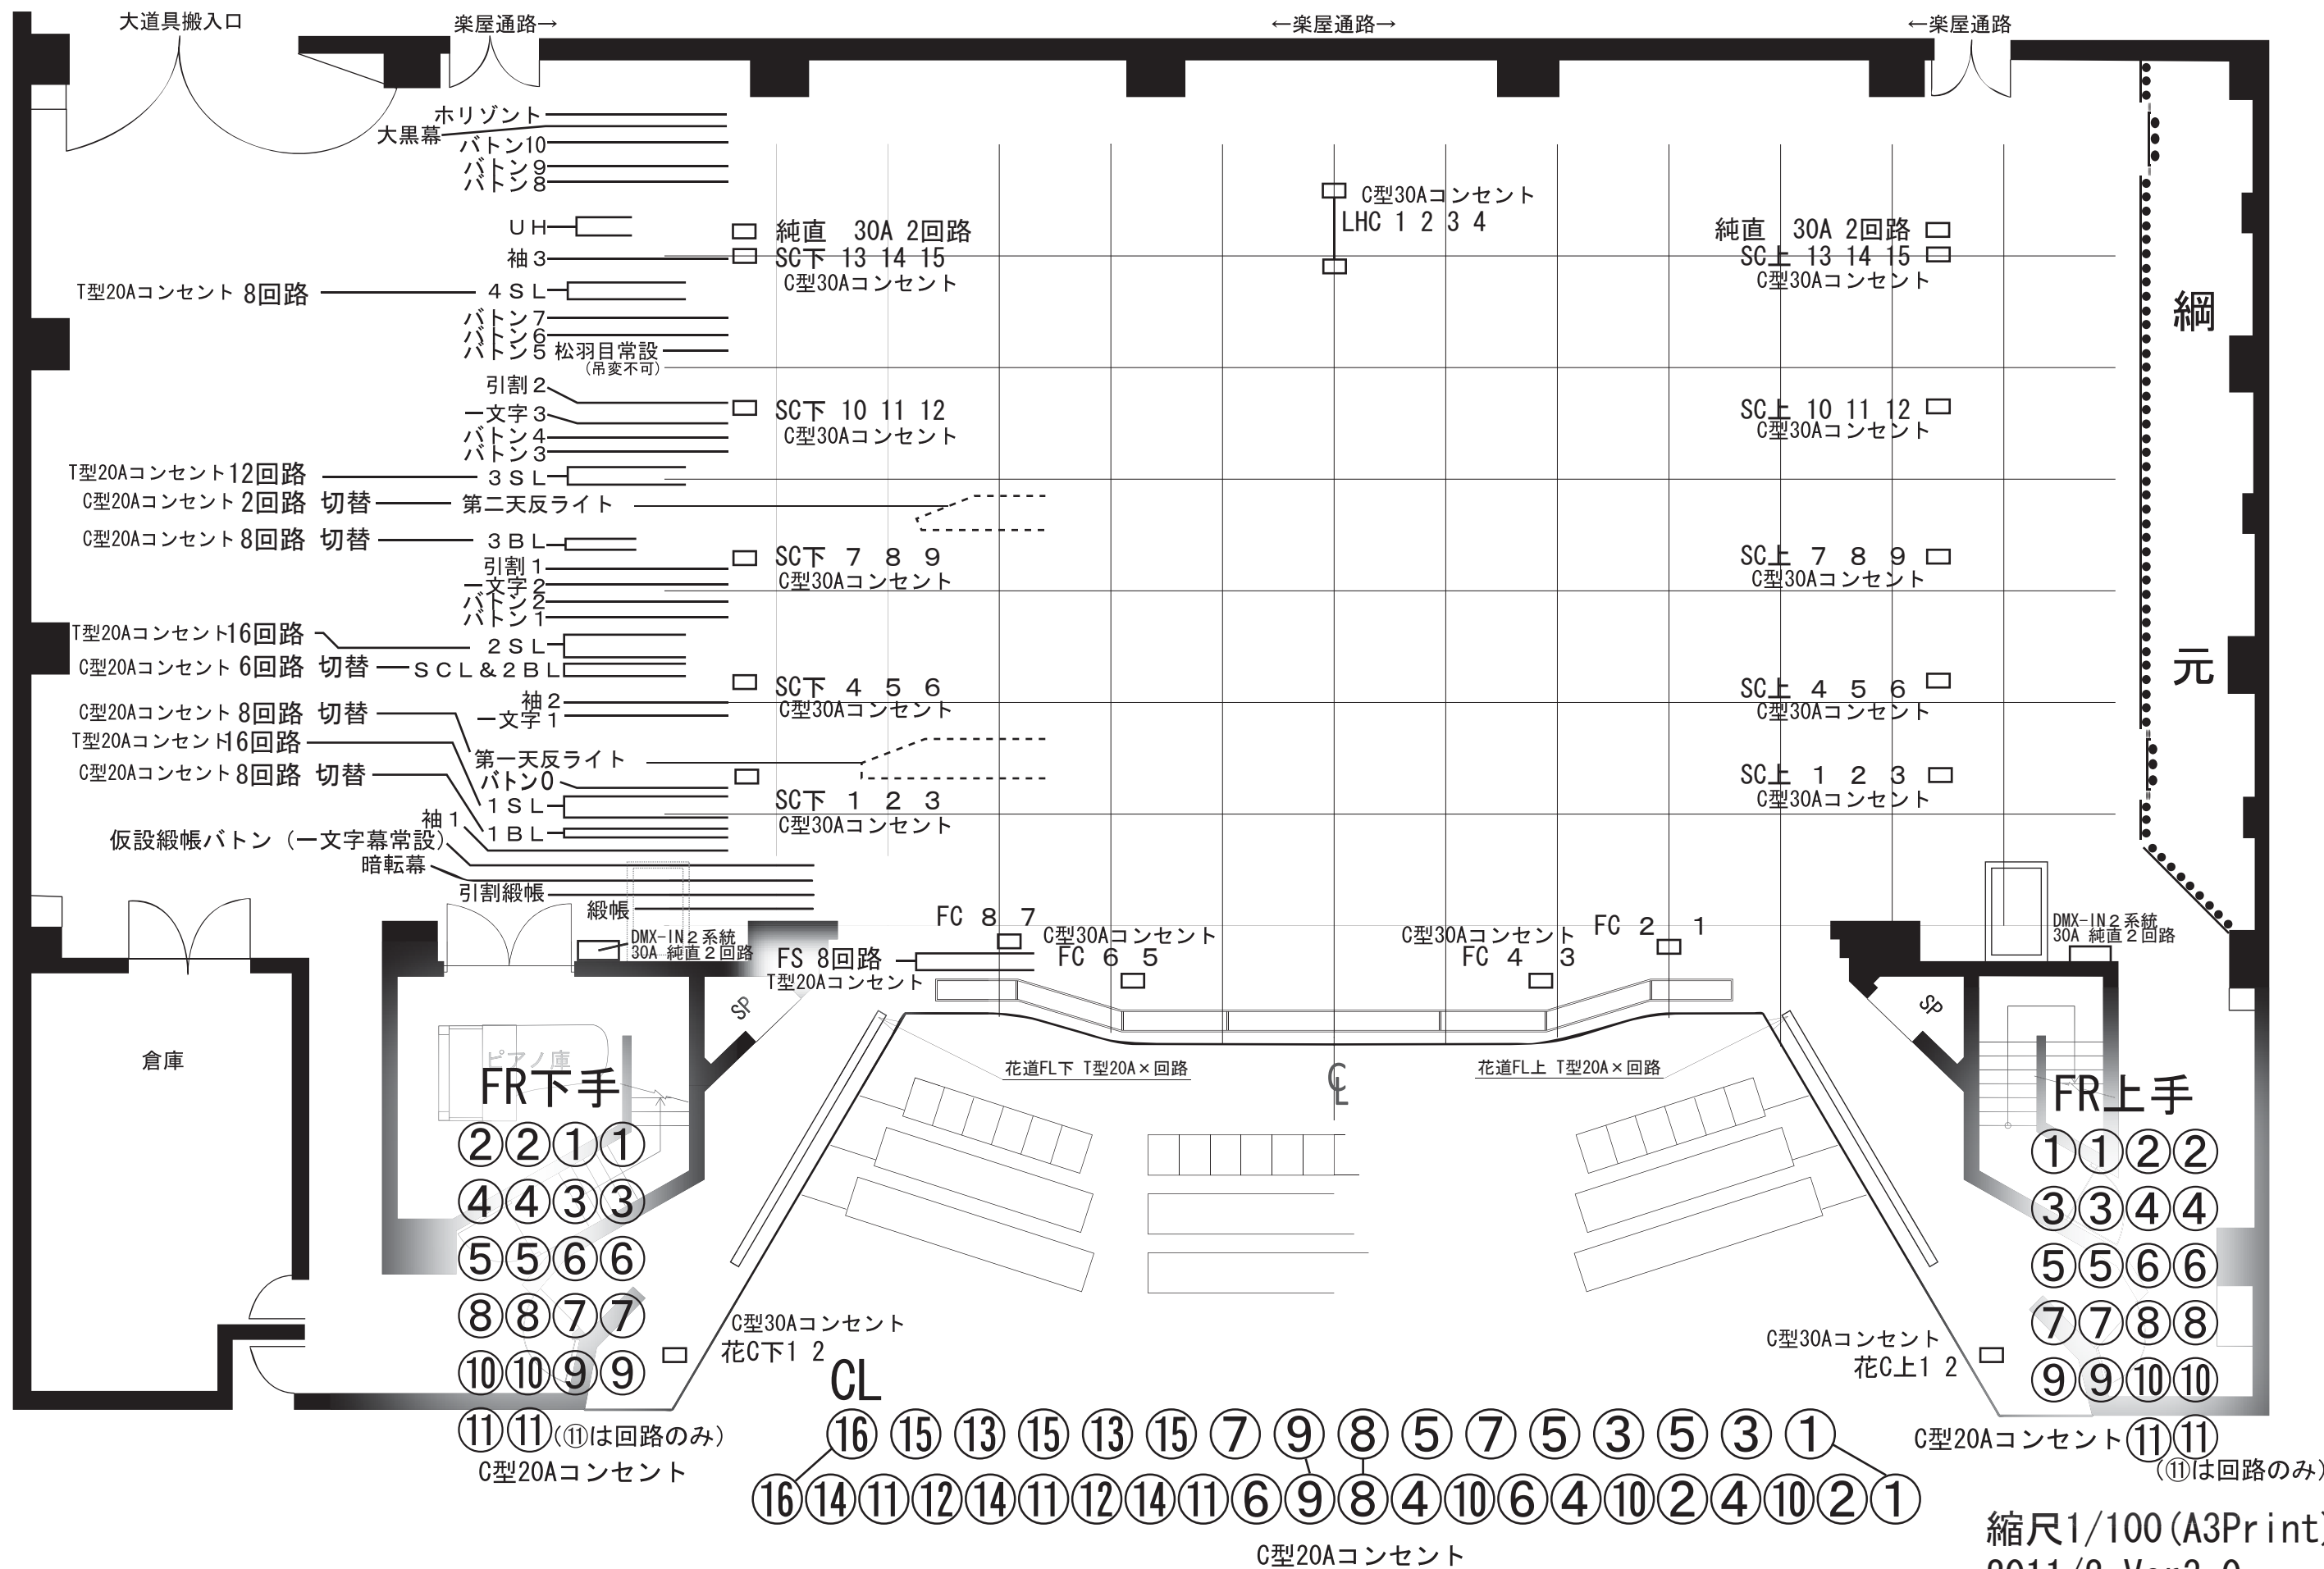 大道具搬入口
楽屋通路→
←楽屋通路→
←楽屋通路
ホリゾント
大黒幕
バトン10
バトン9
バトン8
UH
袖3
T型20Aコンセント 8回路
4SL
バトン7
バトン6
バトン5 松羽目常設
(吊変不可)
引割2
一文字3
バトン4
バトン3
T型20Aコンセント 12回路
3SL
C型20Aコンセント 2回路 切替
第二天反ライト
C型20Aコンセント 8回路 切替
3BL
引割1
一文字2
バトン2
バトン1
T型20Aコンセント 16回路
2SL
C型20Aコンセント 6回路 切替
SCL&2BL
袖2
一文字1
C型20Aコンセント 8回路 切替
T型20Aコンセント 16回路
C型20Aコンセント 8回路 切替
第一天反ライト
バトン0
1SL
1BL
袖1
仮設緞帳バトン（一文字幕常設）
暗転幕
引割緞帳
緞帳
純直 30A 2回路
SC下 13 14 15
C型30Aコンセント
SC下 10 11 12
C型30Aコンセント
SC下 7 8 9
C型30Aコンセント
SC下 4 5 6
C型30Aコンセント
SC下 1 2 3
C型30Aコンセント
C型30Aコンセント
LHC 1 2 3 4
純直 30A 2回路
SC上 13 14 15
C型30Aコンセント
SC上 10 11 12
C型30Aコンセント
SC上 7 8 9
C型30Aコンセント
SC上 4 5 6
C型30Aコンセント
SC上 1 2 3
C型30Aコンセント
綱
元
DMX-IN2系統
30A 純直2回路
FC 8 7
C型30Aコンセント
FC 6 5
FS 8回路
T型20Aコンセント
FC 2 1
C型30Aコンセント
FC 4 3
DMX-IN2系統
30A 純直2回路
SP
SP
花道FL下 T型20A×回路
花道FL上 T型20A×回路
CL
倉庫
ピアノ庫
FR下手
②②①①
④④③③
⑤⑤⑥⑥
⑧⑧⑦⑦
⑩⑩⑨⑨
⑪⑪(⑪は回路のみ)
C型20Aコンセント
FR上手
①①②②
③③④④
⑤⑤⑥⑥
⑦⑦⑧⑧
⑨⑨⑩⑩
C型20Aコンセント ⑪⑪
(⑪は回路のみ)
C型30Aコンセント
花C下1 2
C型30Aコンセント
花C上1 2
CL
⑯⑮⑬⑮⑬⑮⑦⑨⑧⑤⑦⑤③⑤③①
⑯⑭⑪⑫⑭⑪⑫⑭⑪⑥⑨⑧④⑩⑥④⑩②④⑩②①
C型20Aコンセント
縮尺1/100(A3Print)